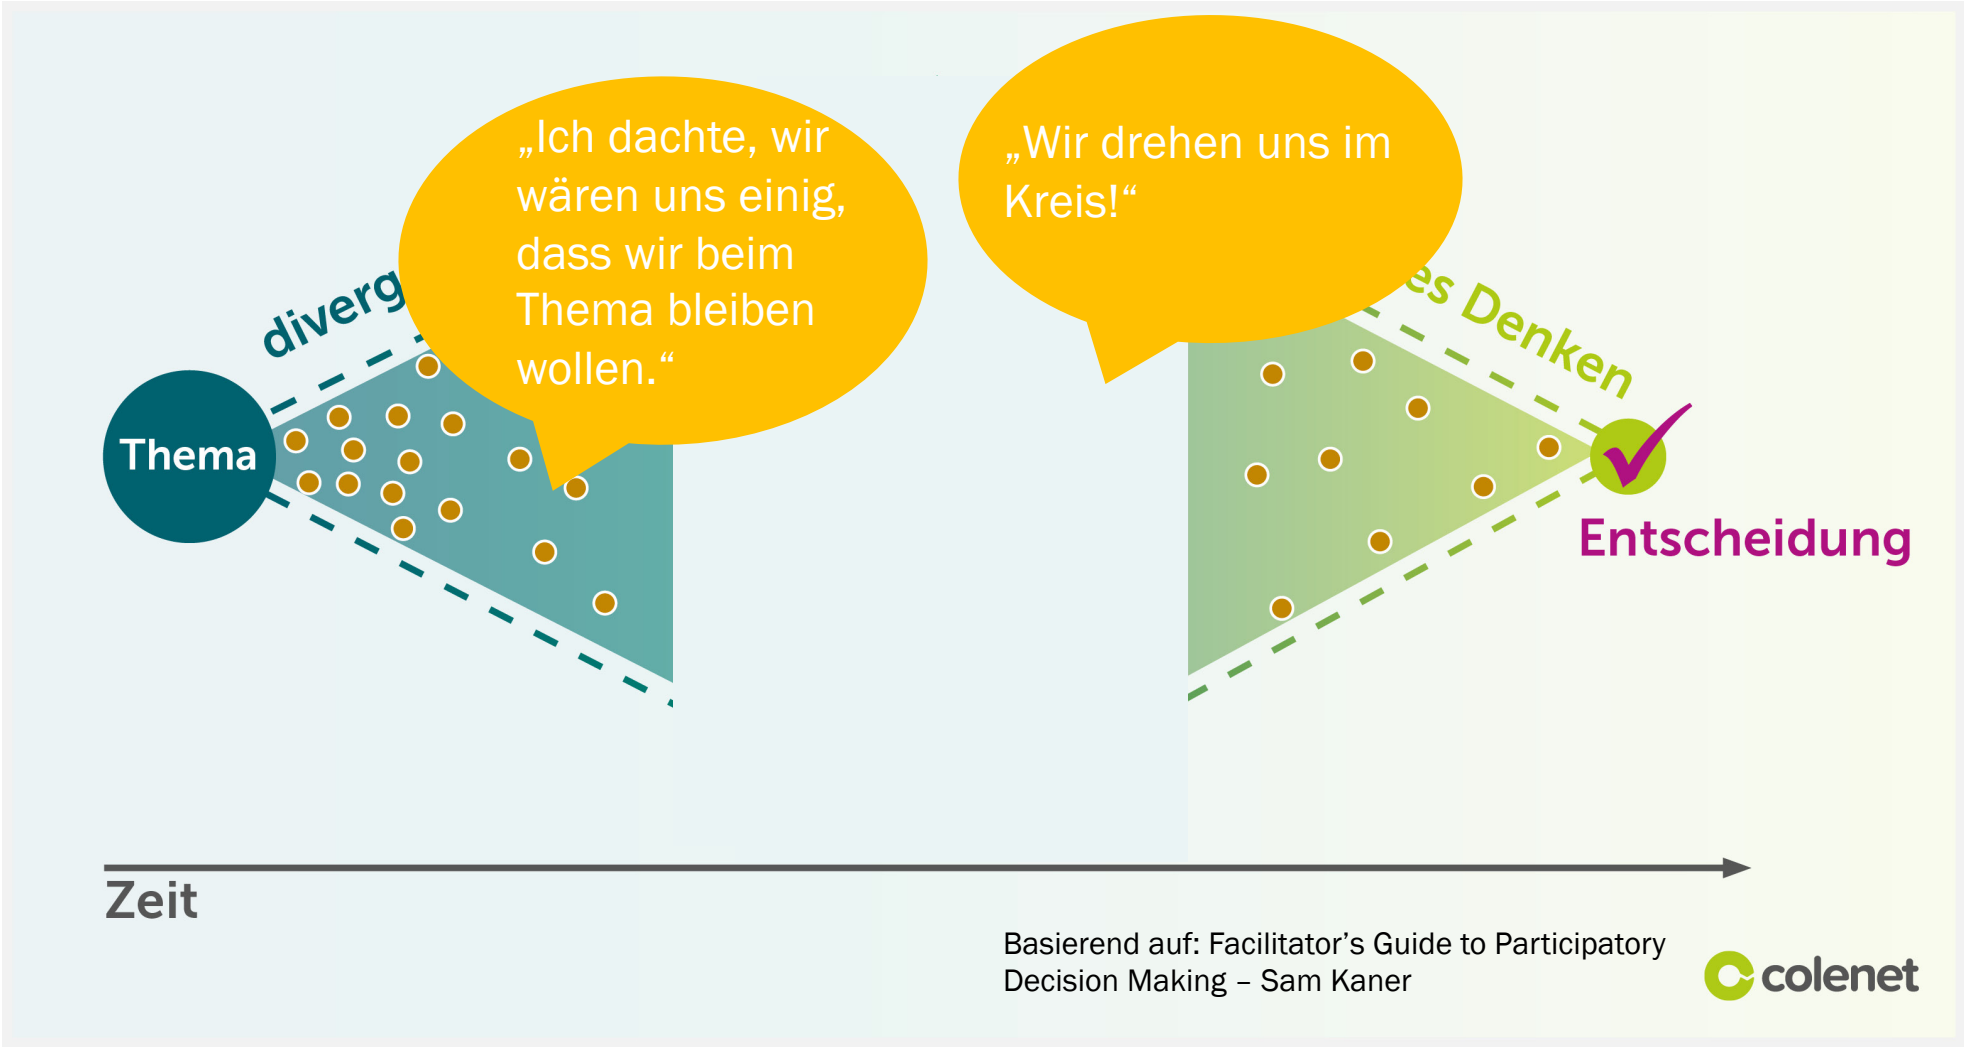 „Ich dachte, wir
wären uns einig,
dass wir beim
Thema bleiben
wollen.“
„Wir drehen uns im
Kreis!“
diverg
es Denken
Thema
Entscheidung
Zeit
Basierend auf: Facilitator’s Guide to Participatory
Decision Making – Sam Kaner
colenet